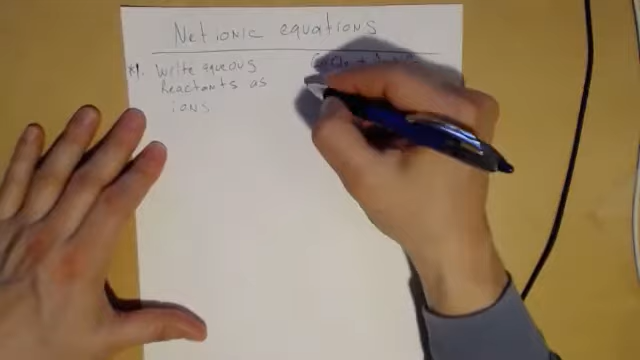 Net ionic equations
#1. Write aqueous
Reactants as
ions